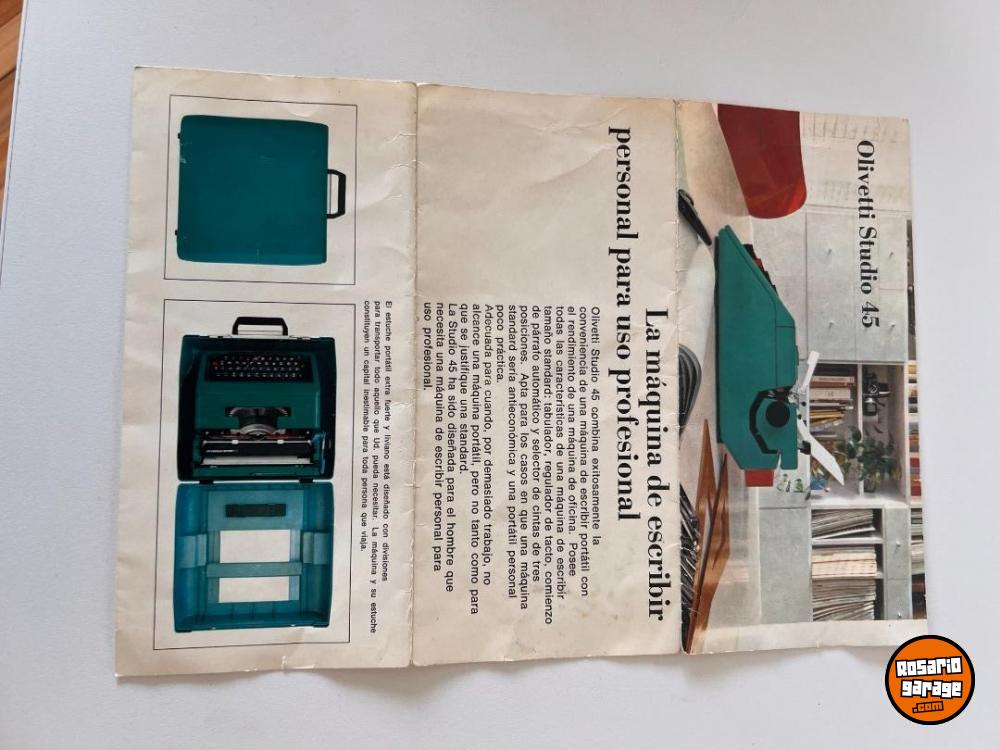 Olivetti Studio 45
La máquina de escribir
personal para uso profesional
Olivetti Studio 45 combina exitosamente la
conveniencia de una máquina de escribir portátil con
el rendimiento de una máquina de oficina. Posee
todas las características de una máquina de escribir
tamaño standard: tabulador, regulador de tacto, comienzo
de párrafo automático y selector de cintas de tres
posiciones. Apta para los casos en que una máquina
standard sería antieconómica y una portátil personal
poco práctica.
Adecuada para cuando, por demasiado trabajo, no
alcance una máquina portátil, pero no tanto como para
que se justifique una standard.
La Studio 45 ha sido diseñada para el hombre que
necesita una máquina de escribir personal para
uso profesional.
El estuche portátil extra fuerte y liviano está diseñado con divisiones
para transportar todo aquello que Ud. pueda necesitar. La máquina y su estuche
constituyen un capital inestimable para toda persona que viaja.
ROSARIO
garage
.com